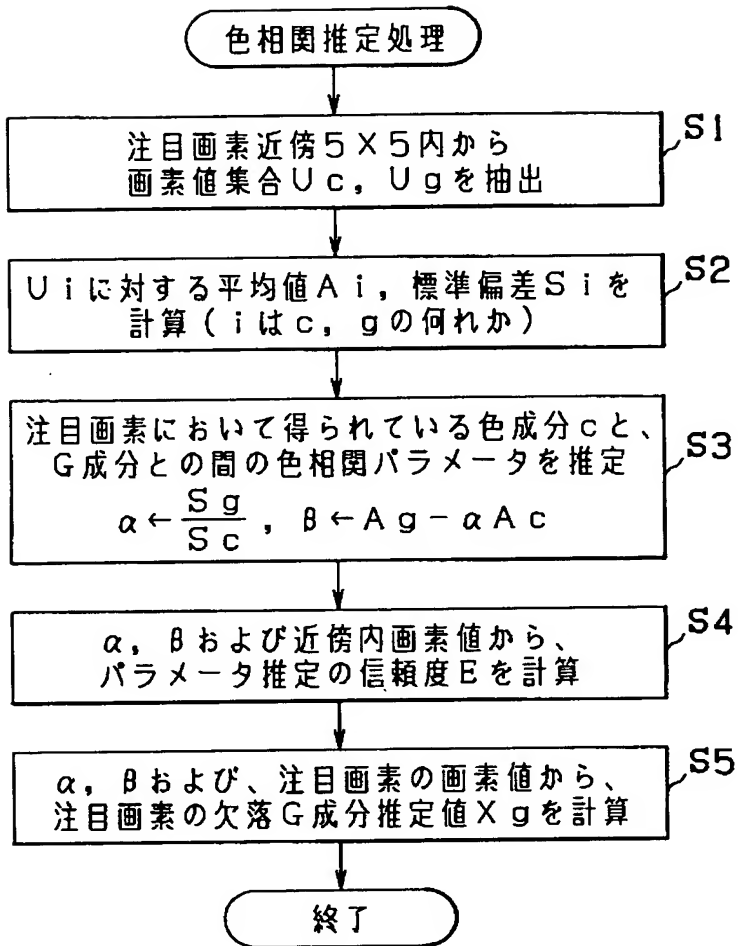 色相関推定処理
S1
注目画素近傍5×5内から
画素値集合Uc,Ugを抽出
S2
Uiに対する平均値Ai,標準偏差Siを
計算(iはc,gの何れか)
S3
注目画素において得られている色成分cと、
G成分との間の色相関パラメータを推定
α←Sg/Sc,β←Ag-αAc
S4
α,βおよび近傍内画素値から、
パラメータ推定の信頼度Eを計算
S5
α,βおよび、注目画素の画素値から、
注目画素の欠落G成分推定値Xgを計算
終了